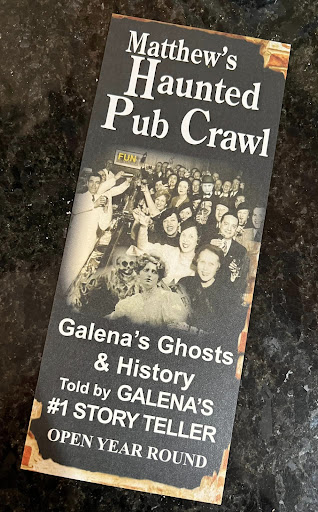 Matthew's
Haunted
Pub Crawl
FUN
Galena's Ghosts
& History
Told by GALENA'S
#1 STORY TELLER
OPEN YEAR ROUND